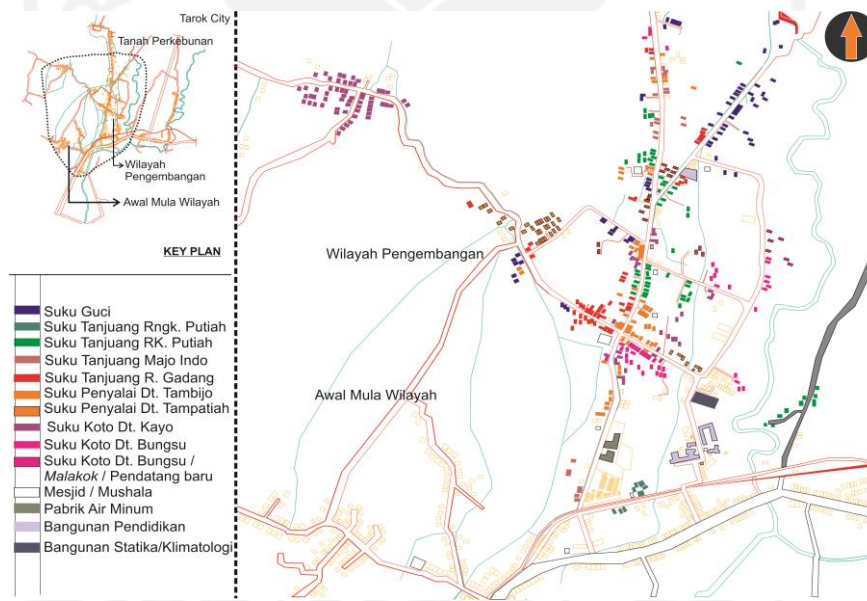 Tarok City
Tanah Perkebunan
Wilayah
Pengembangan
Awal Mula Wilayah
KEY PLAN
Suku Guci
Suku Tanjuang Rngk. Putiah
Suku Tanjuang RK. Putiah
Suku Tanjuang Majo Indo
Suku Tanjuang R. Gadang
Suku Penyalai Dt. Tambijo
Suku Penyalai Dt. Tampatiah
Suku Koto Dt. Kayo
Suku Koto Dt. Bungsu
Suku Koto Dt. Bungsu /
Malakok / Pendatang baru
Mesjid / Mushala
Pabrik Air Minum
Bangunan Pendidikan
Bangunan Statika/Klimatologi
Wilayah Pengembangan
Awal Mula Wilayah